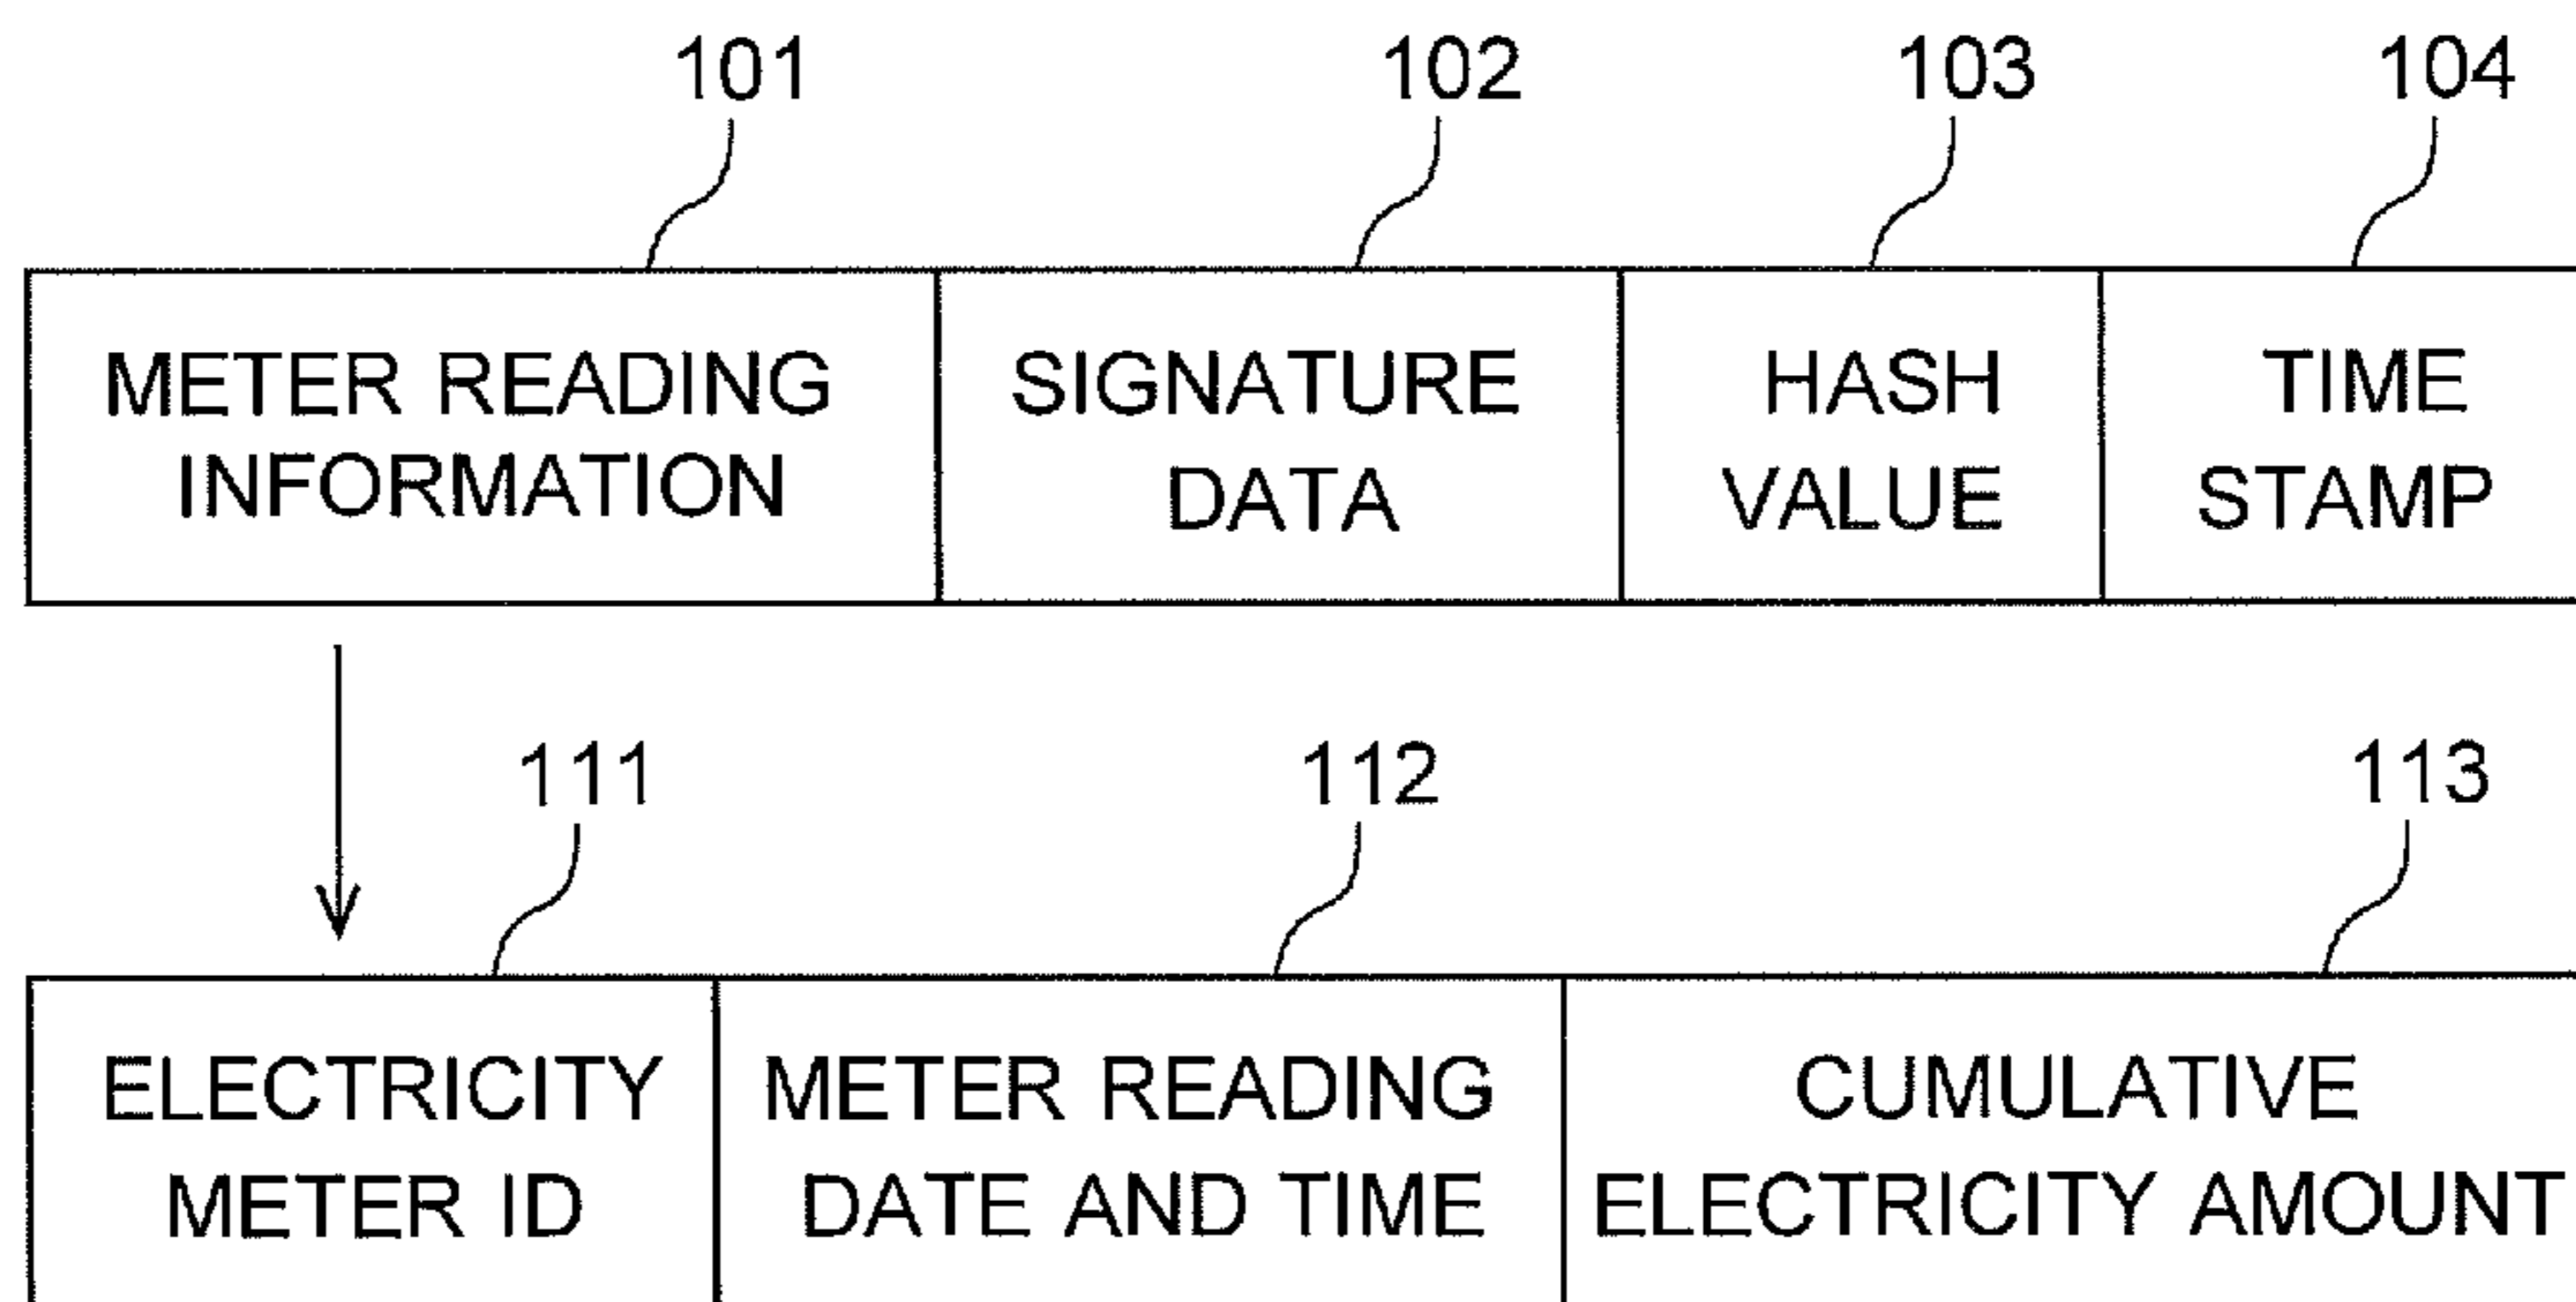 101 102 103 104
METER READING INFORMATION SIGNATURE DATA HASH VALUE TIME STAMP
111 112 113
ELECTRICITY METER ID METER READING DATE AND TIME CUMULATIVE ELECTRICITY AMOUNT